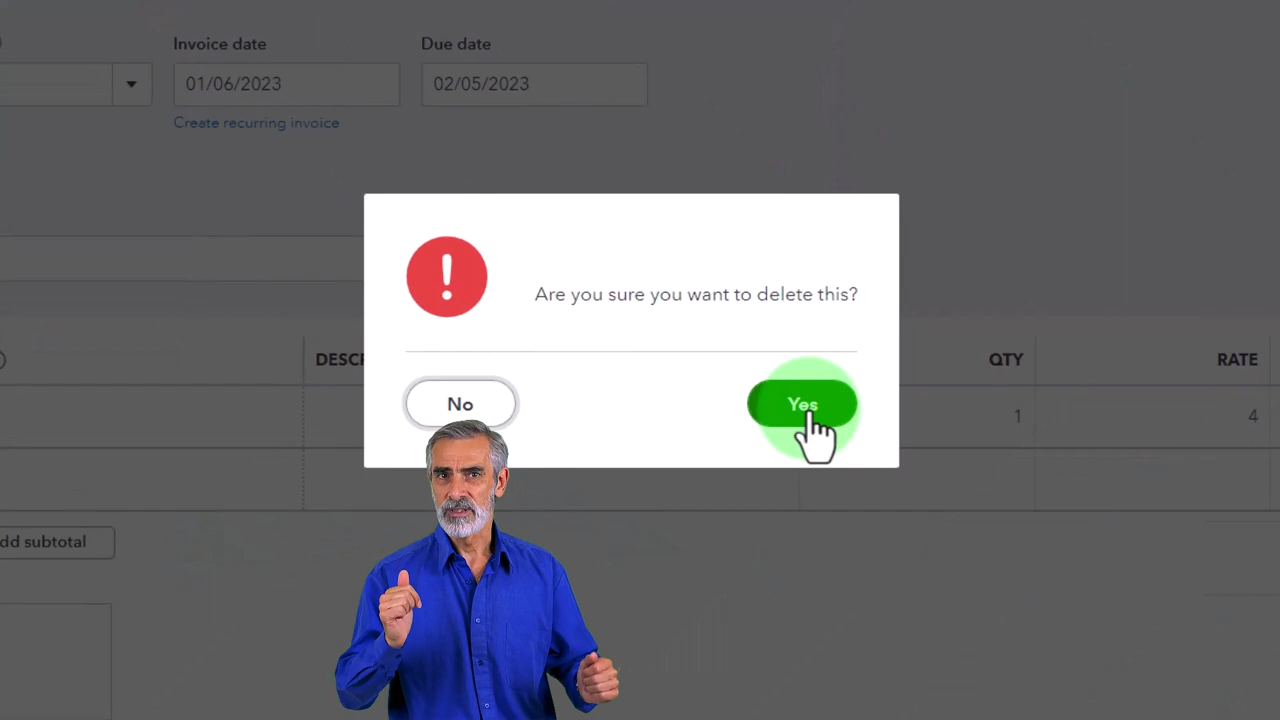 Invoice date
Due date
01/06/2023
02/05/2023
Create recurring invoice
Are you sure you want to delete this?
DESCR
QTY
RATE
No
Yes
1
4
dd subtotal